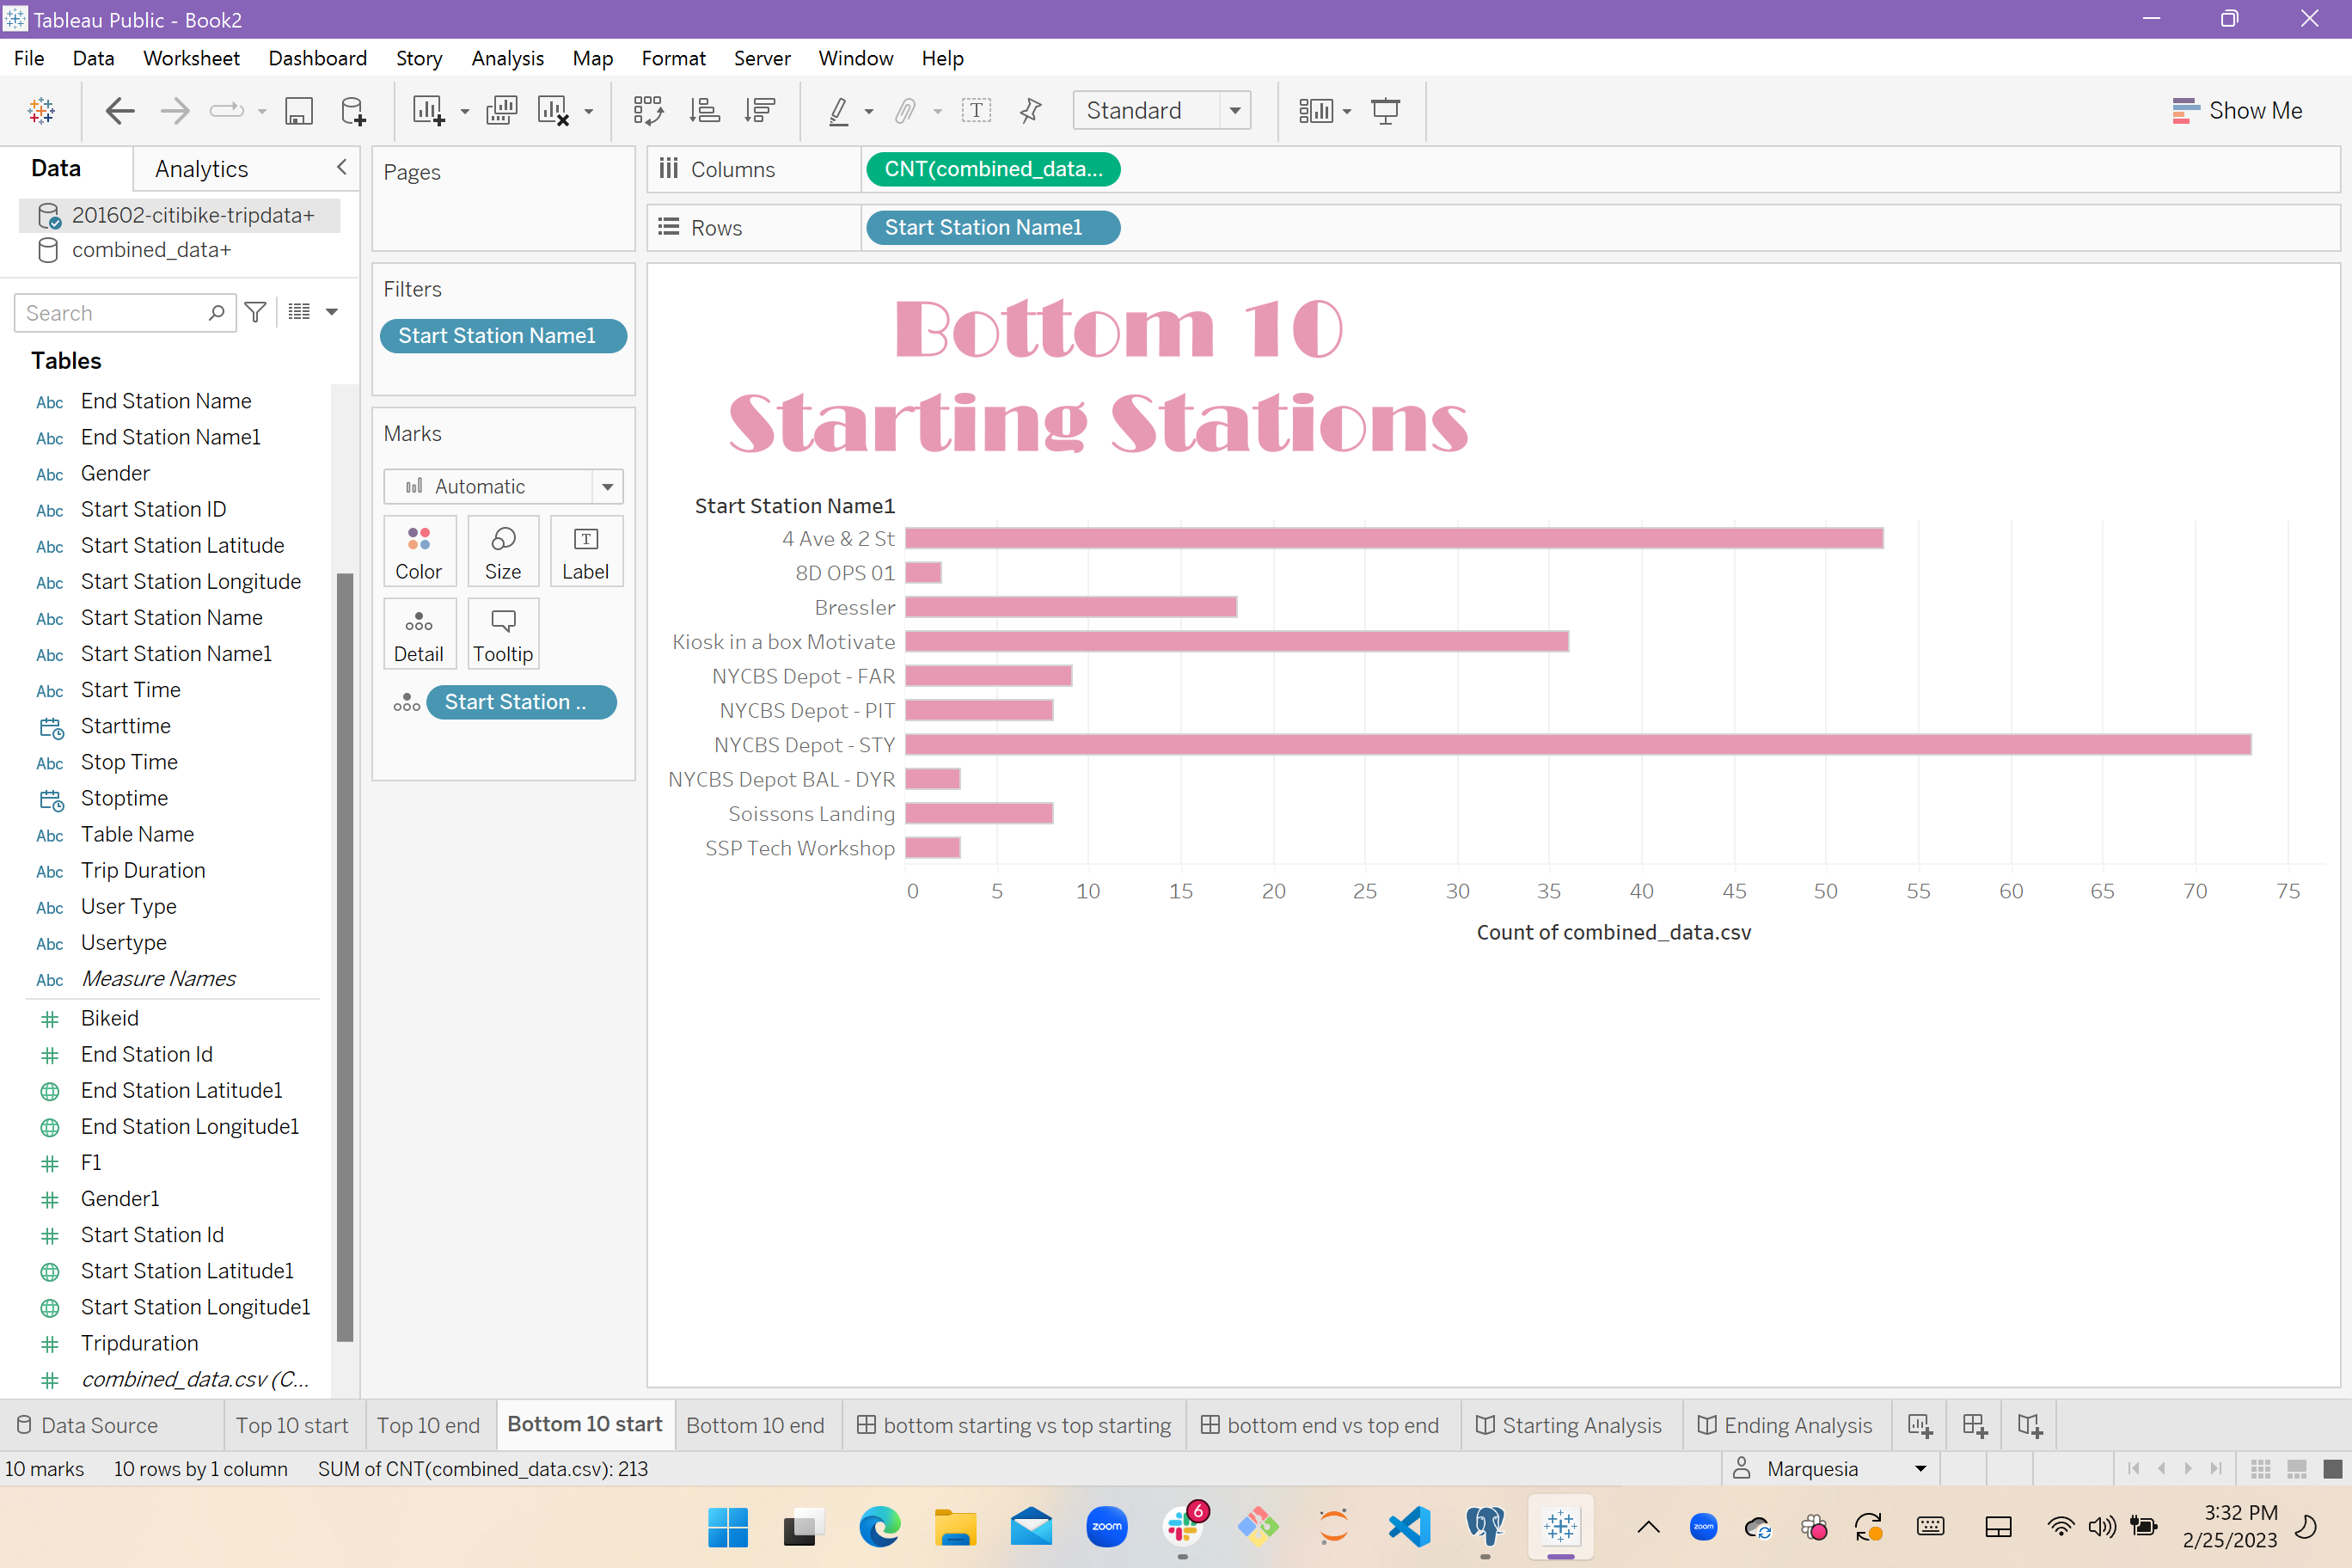 Tableau Public - Book2
File Data Worksheet Dashboard Story Analysis Map Format Server Window Help
Standard
Show Me
Data Analytics
201602-citibike-tripdata+
combined_data+
Search
Tables
Abc End Station Name
Abc End Station Name1
Abc Gender
Abc Start Station ID
Abc Start Station Latitude
Abc Start Station Longitude
Abc Start Station Name
Abc Start Station Name1
Abc Start Time
Starttime
Abc Stop Time
Stoptime
Abc Table Name
Abc Trip Duration
Abc User Type
Abc Usertype
Abc Measure Names
Bikeid
End Station Id
End Station Latitude1
End Station Longitude1
F1
Gender1
Start Station Id
Start Station Latitude1
Start Station Longitude1
Tripduration
combined_data.csv (C...
Pages
Filters
Start Station Name1
Marks
Automatic
Color Size T Label
Detail Tooltip
Start Station ..
Columns CNT(combined_data...
Rows Start Station Name1
Bottom 10
Starting Stations
Start Station Name1
4 Ave & 2 St
8D OPS 01
Bressler
Kiosk in a box Motivate
NYCBS Depot - FAR
NYCBS Depot - PIT
NYCBS Depot - STY
NYCBS Depot BAL - DYR
Soissons Landing
SSP Tech Workshop
0 5 10 15 20 25 30 35 40 45 50 55 60 65 70 75
Count of combined_data.csv
Data Source Top 10 start Top 10 end Bottom 10 start Bottom 10 end bottom starting vs top starting bottom end vs top end Starting Analysis Ending Analysis
10 marks 10 rows by 1 column SUM of CNT(combined_data.csv): 213 Marquesia
zoom 6 zoom
3:32 PM
2/25/2023